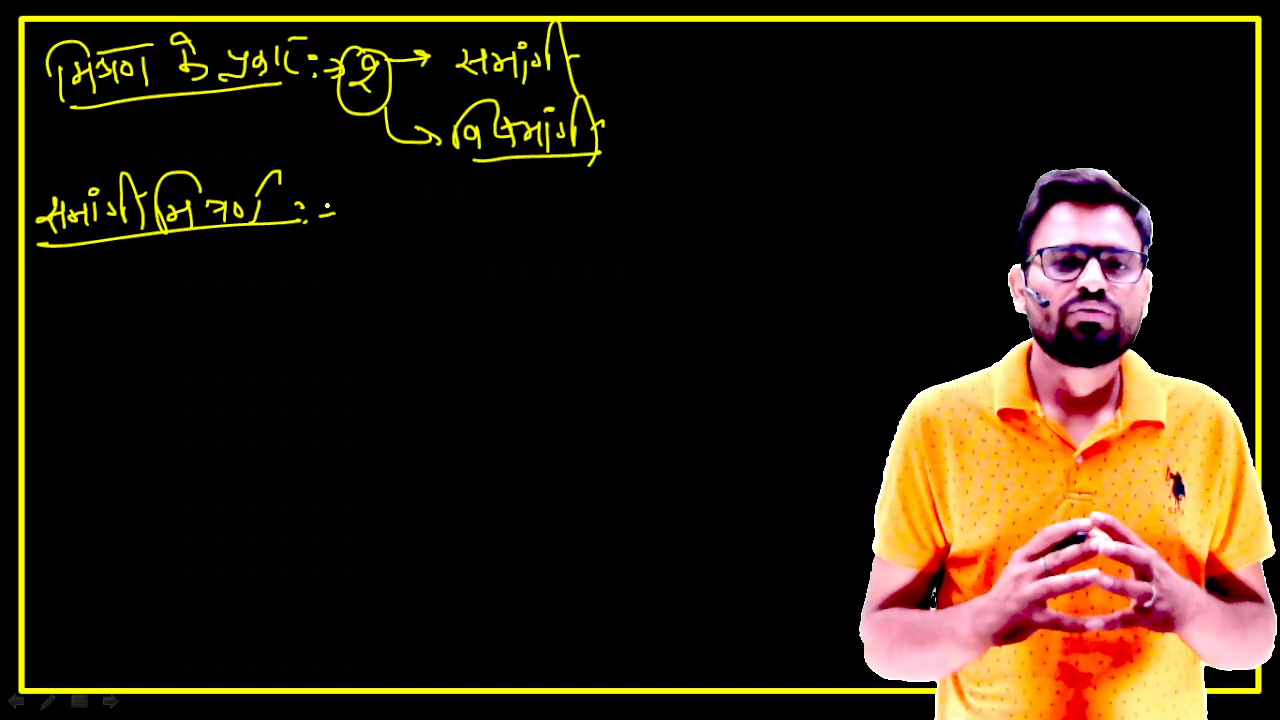 मिश्रण के प्रकार :→ 2 → समांगी
विषमांगी
समांगी मिश्रण :-